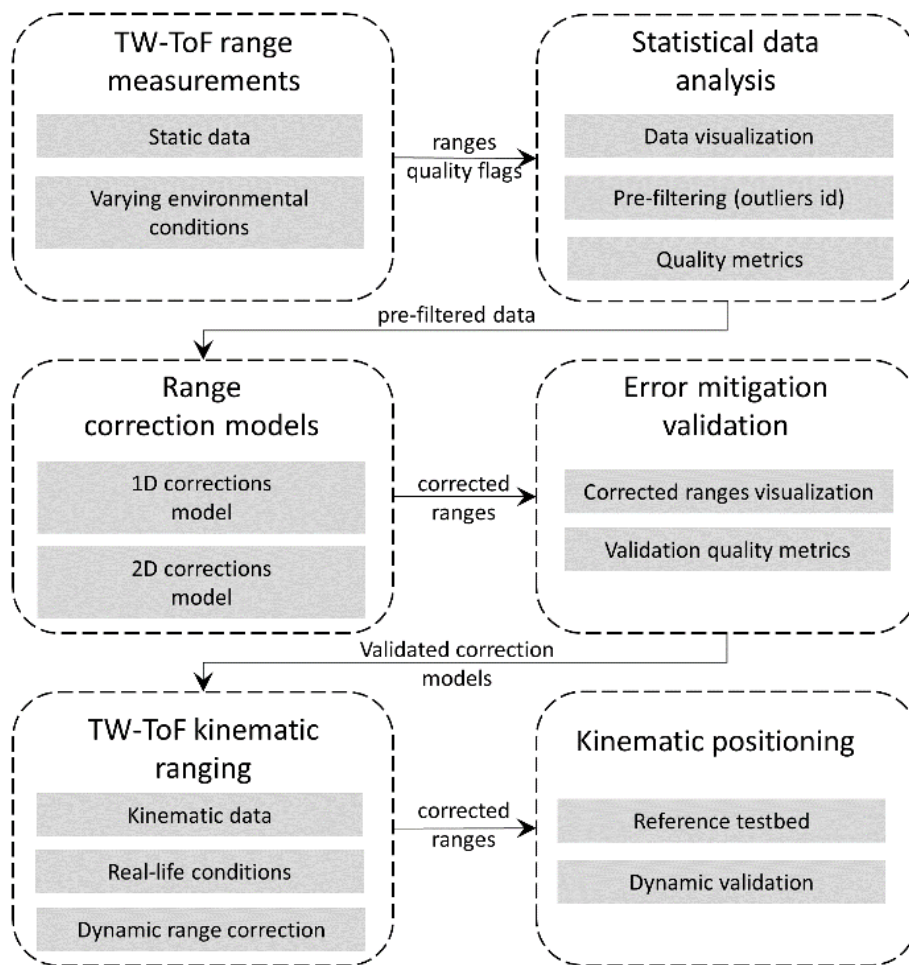 TW-ToF range
measurements
Static data
Varying environmental
conditions
ranges
quality flags
Statistical data
analysis
Data visualization
Pre-filtering (outliers id)
Quality metrics
pre-filtered data
Range
correction models
1D corrections
model
2D corrections
model
corrected
ranges
Error mitigation
validation
Corrected ranges visualization
Validation quality metrics
Validated correction
models
TW-ToF kinematic
ranging
Kinematic data
Real-life conditions
Dynamic range correction
corrected
ranges
Kinematic positioning
Reference testbed
Dynamic validation